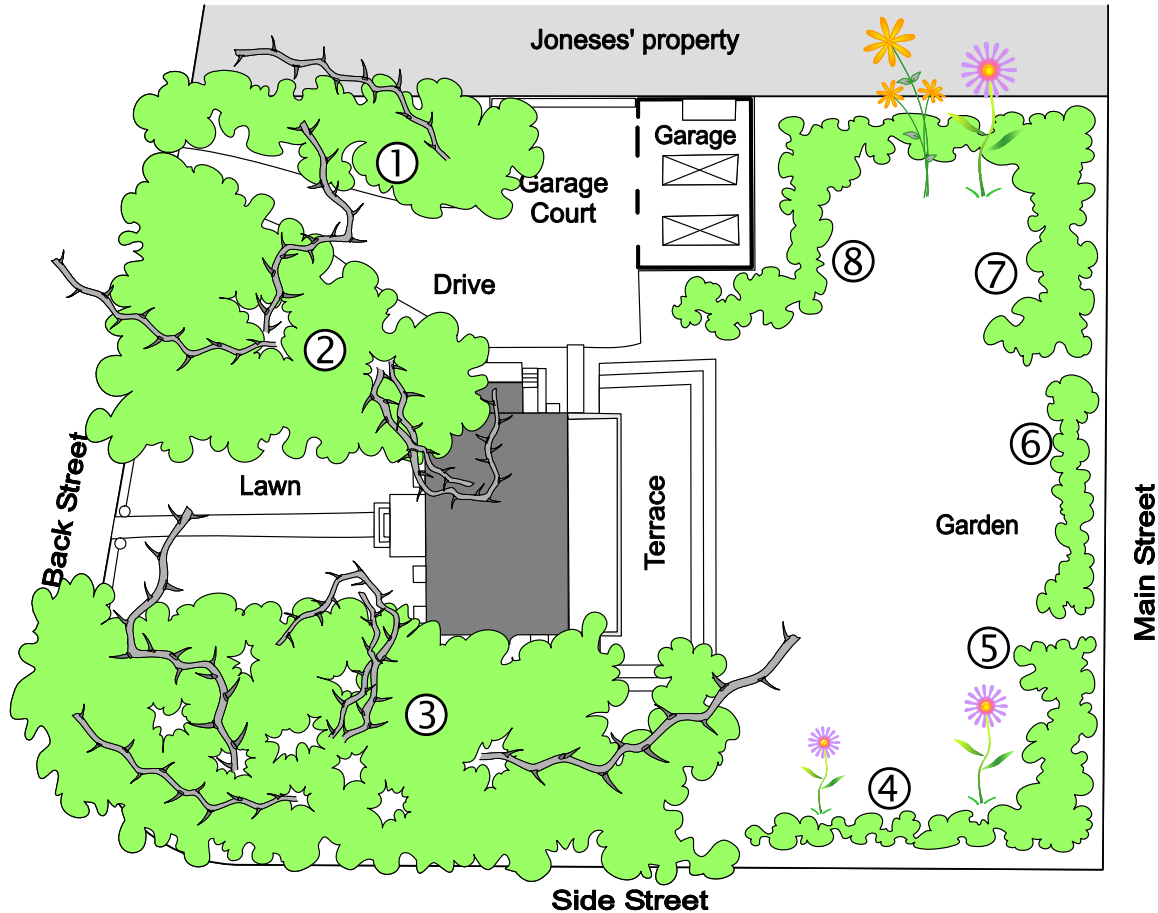 Joneses' property
Garage
①
Garage
Court
⑧
⑦
Drive
②
⑥
Lawn
Back Street
Terrace
Garden
Main Street
⑤
③
④
Side Street